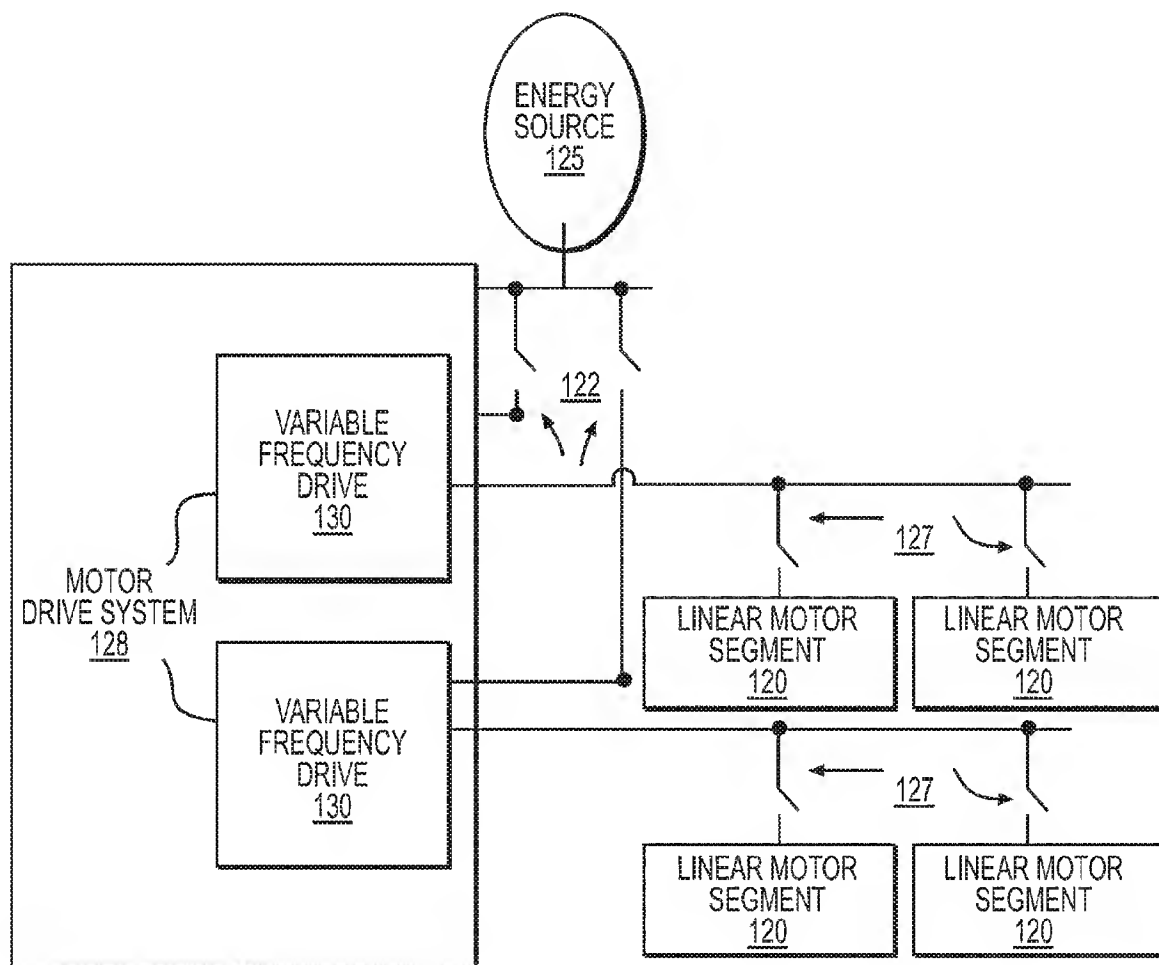 ENERGY
SOURCE
125
122
VARIABLE
FREQUENCY
DRIVE
130
127
MOTOR
DRIVE SYSTEM
128
LINEAR MOTOR
SEGMENT
120
LINEAR MOTOR
SEGMENT
120
VARIABLE
FREQUENCY
DRIVE
130
127
LINEAR MOTOR
SEGMENT
120
LINEAR MOTOR
SEGMENT
120